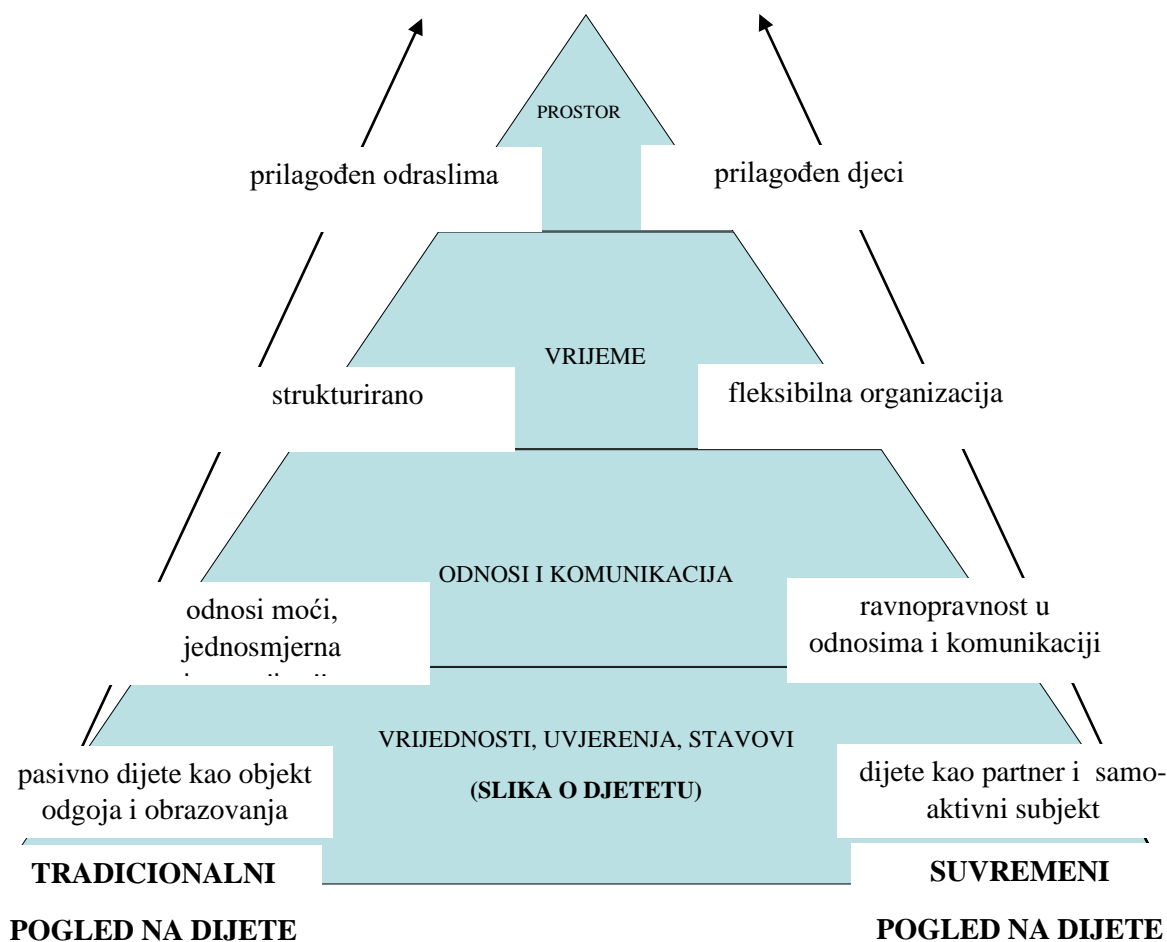 PROSTOR
prilagođen odraslima
prilagođen djeci
VRIJEME
strukturirano
fleksibilna organizacija
ODNOSI I KOMUNIKACIJA
odnosi moći,
jednosmjerna
ravnopravnost u
odnosima i komunikaciji
VRIJEDNOSTI, UVJERENJA, STAVOVI
(SLIKA O DJETETU)
pasivno dijete kao objekt
odgoja i obrazovanja
dijete kao partner i samo-
aktivni subjekt
TRADICIONALNI
POGLED NA DIJETE
SUVREMENI
POGLED NA DIJETE